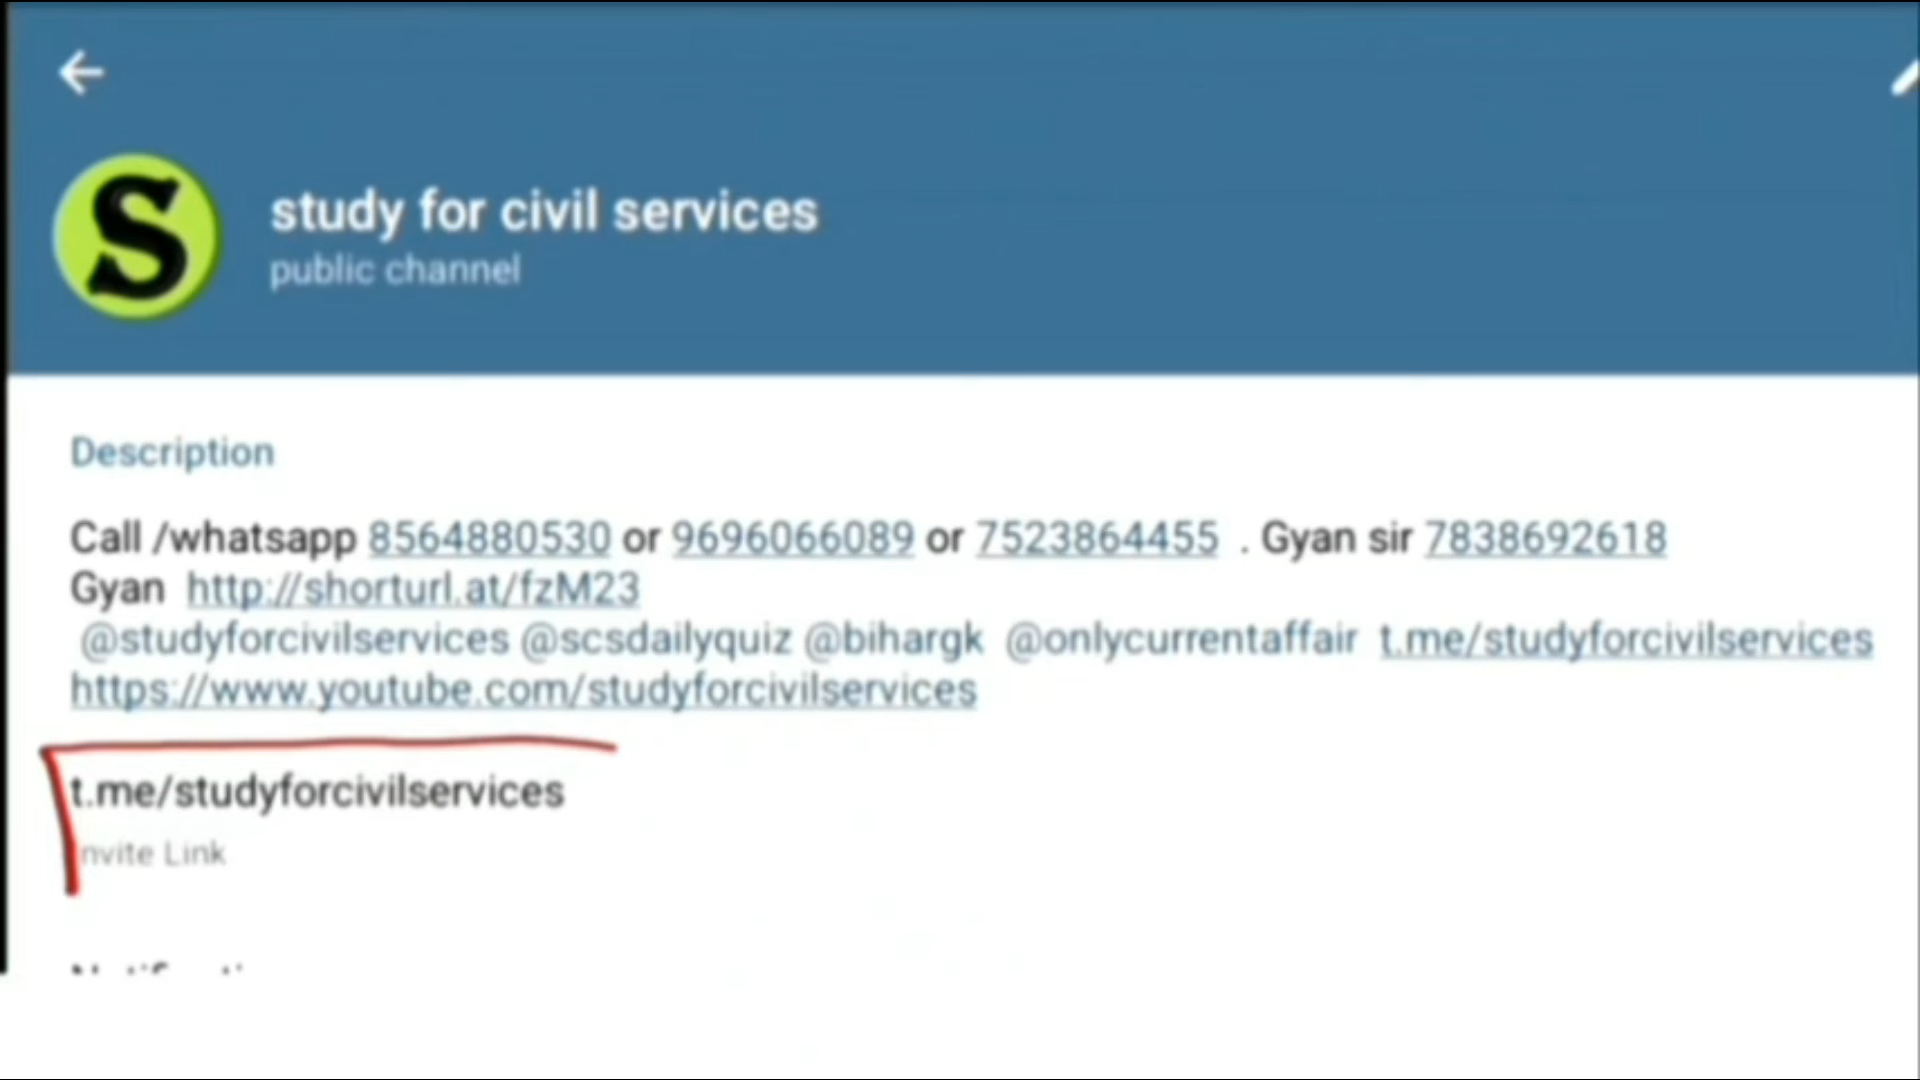 S
study for civil services
public channel
Description
Call /whatsapp 8564880530 or 9696066089 or 7523864455 . Gyan sir 7838692618
Gyan http://shorturl.at/fzM23
@studyforcivilservices @scsdailyquiz @bihargk @onlycurrentaffair t.me/studyforcivilservices
https://www.youtube.com/studyforcivilservices
t.me/studyforcivilservices
nvite Link